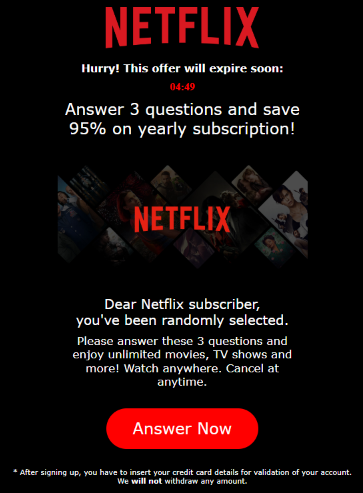 NETFLIX
Hurry! This offer will expire soon:
04:49
Answer 3 questions and save
95% on yearly subscription!
NETFLIX
Dear Netflix subscriber,
you've been randomly selected.
Please answer these 3 questions and
enjoy unlimited movies, TV shows and
more! Watch anywhere. Cancel at
anytime.
Answer Now
* After signing up, you have to insert your credit card details for validation of your account.
We will not withdraw any amount.